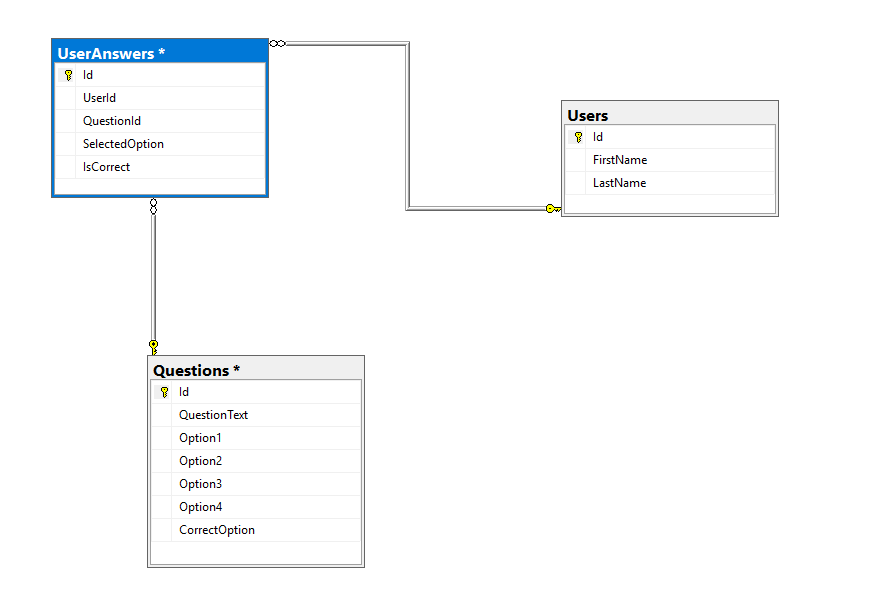 UserAnswers *
Id
UserId
QuestionId
SelectedOption
IsCorrect
Users
Id
FirstName
LastName
Questions *
Id
QuestionText
Option1
Option2
Option3
Option4
CorrectOption